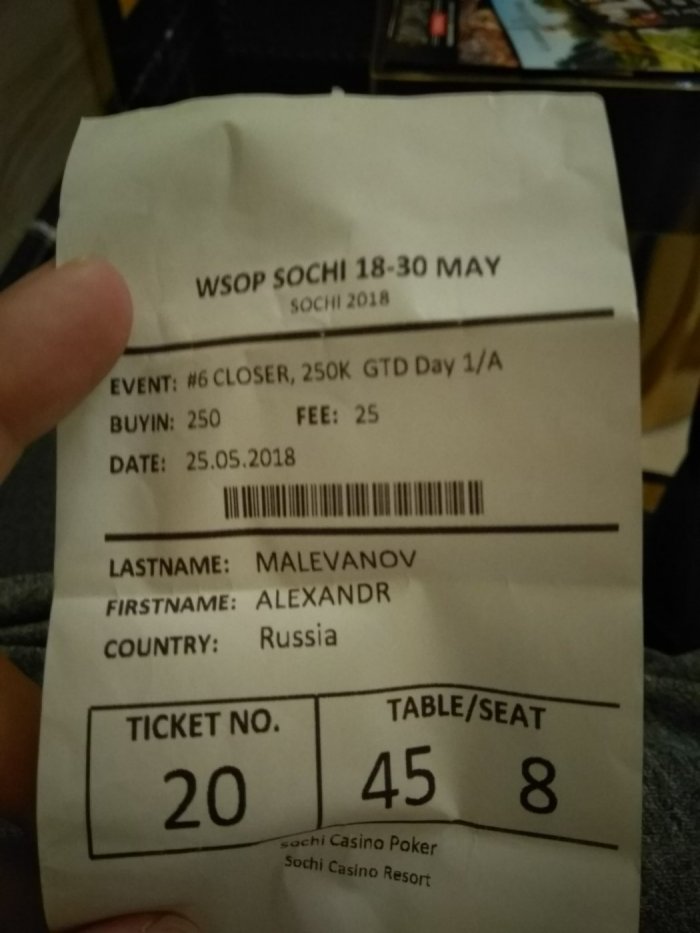 WSOP SOCHI 18-30 MAY
SOCHI 2018
EVENT: #6 CLOSER, 250K GTD Day 1/A
BUYIN: 250 FEE: 25
DATE: 25.05.2018
LASTNAME: MALEVANOV
FIRSTNAME: ALEXANDR
COUNTRY: Russia
TICKET NO. TABLE/SEAT
20 45 8
Sochi Casino Poker
Sochi Casino Resort